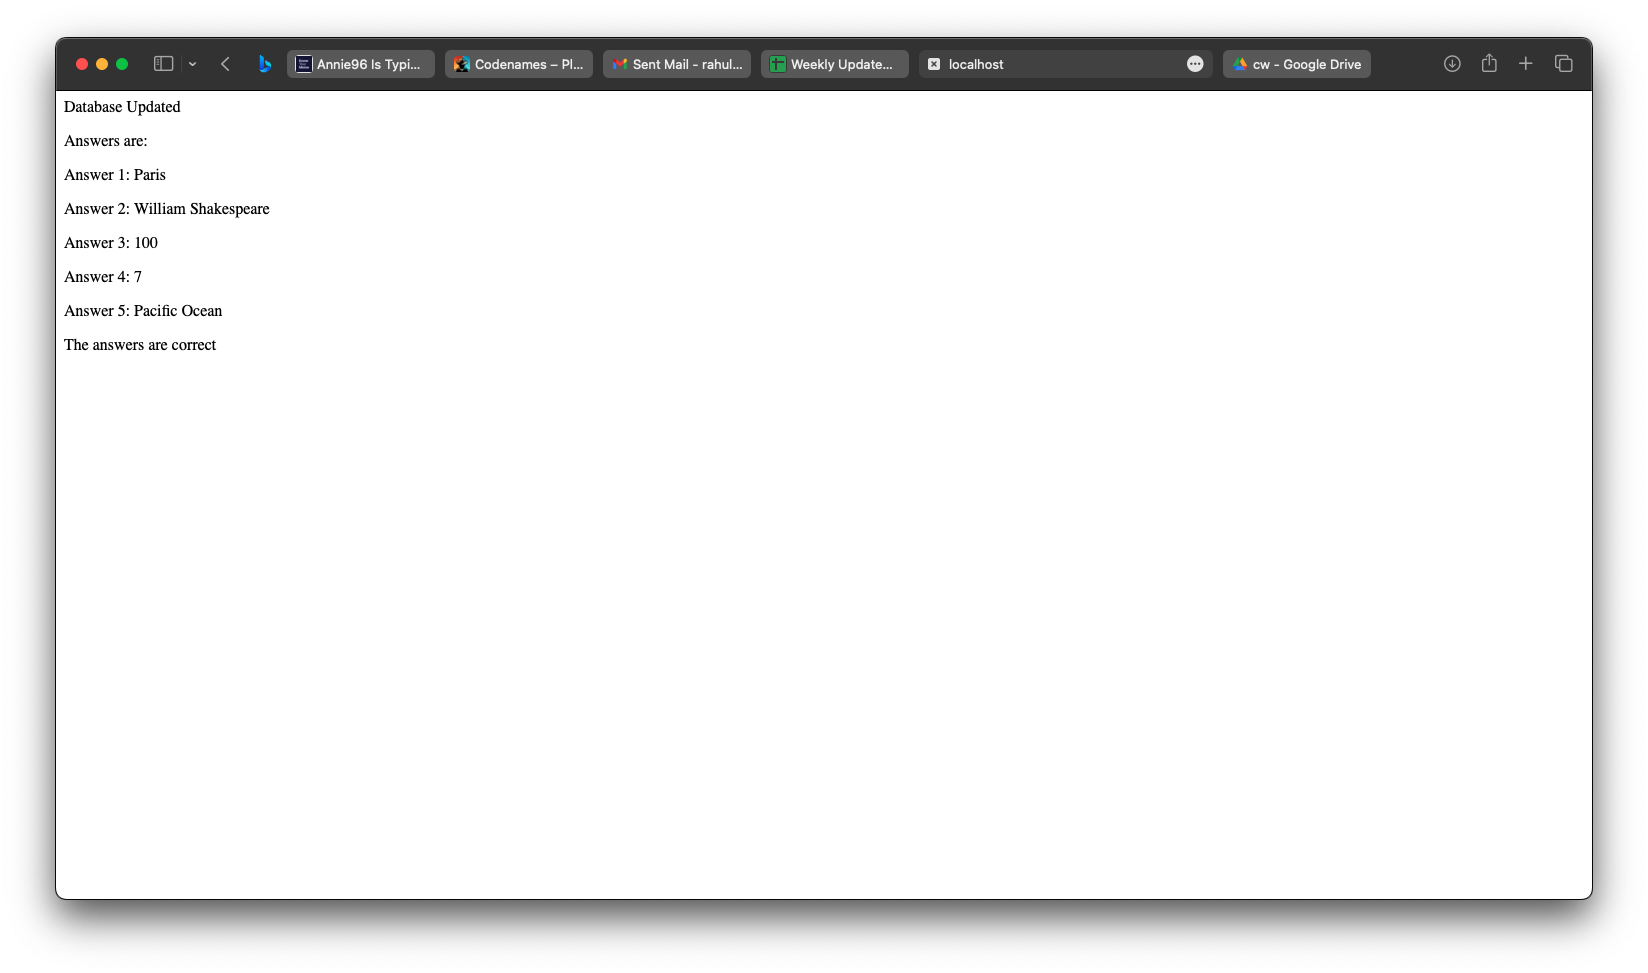 Annie96 Is Typi... Codenames – Pl... Sent Mail - rahul... Weekly Update... localhost cw - Google Drive
Database Updated
Answers are:
Answer 1: Paris
Answer 2: William Shakespeare
Answer 3: 100
Answer 4: 7
Answer 5: Pacific Ocean
The answers are correct